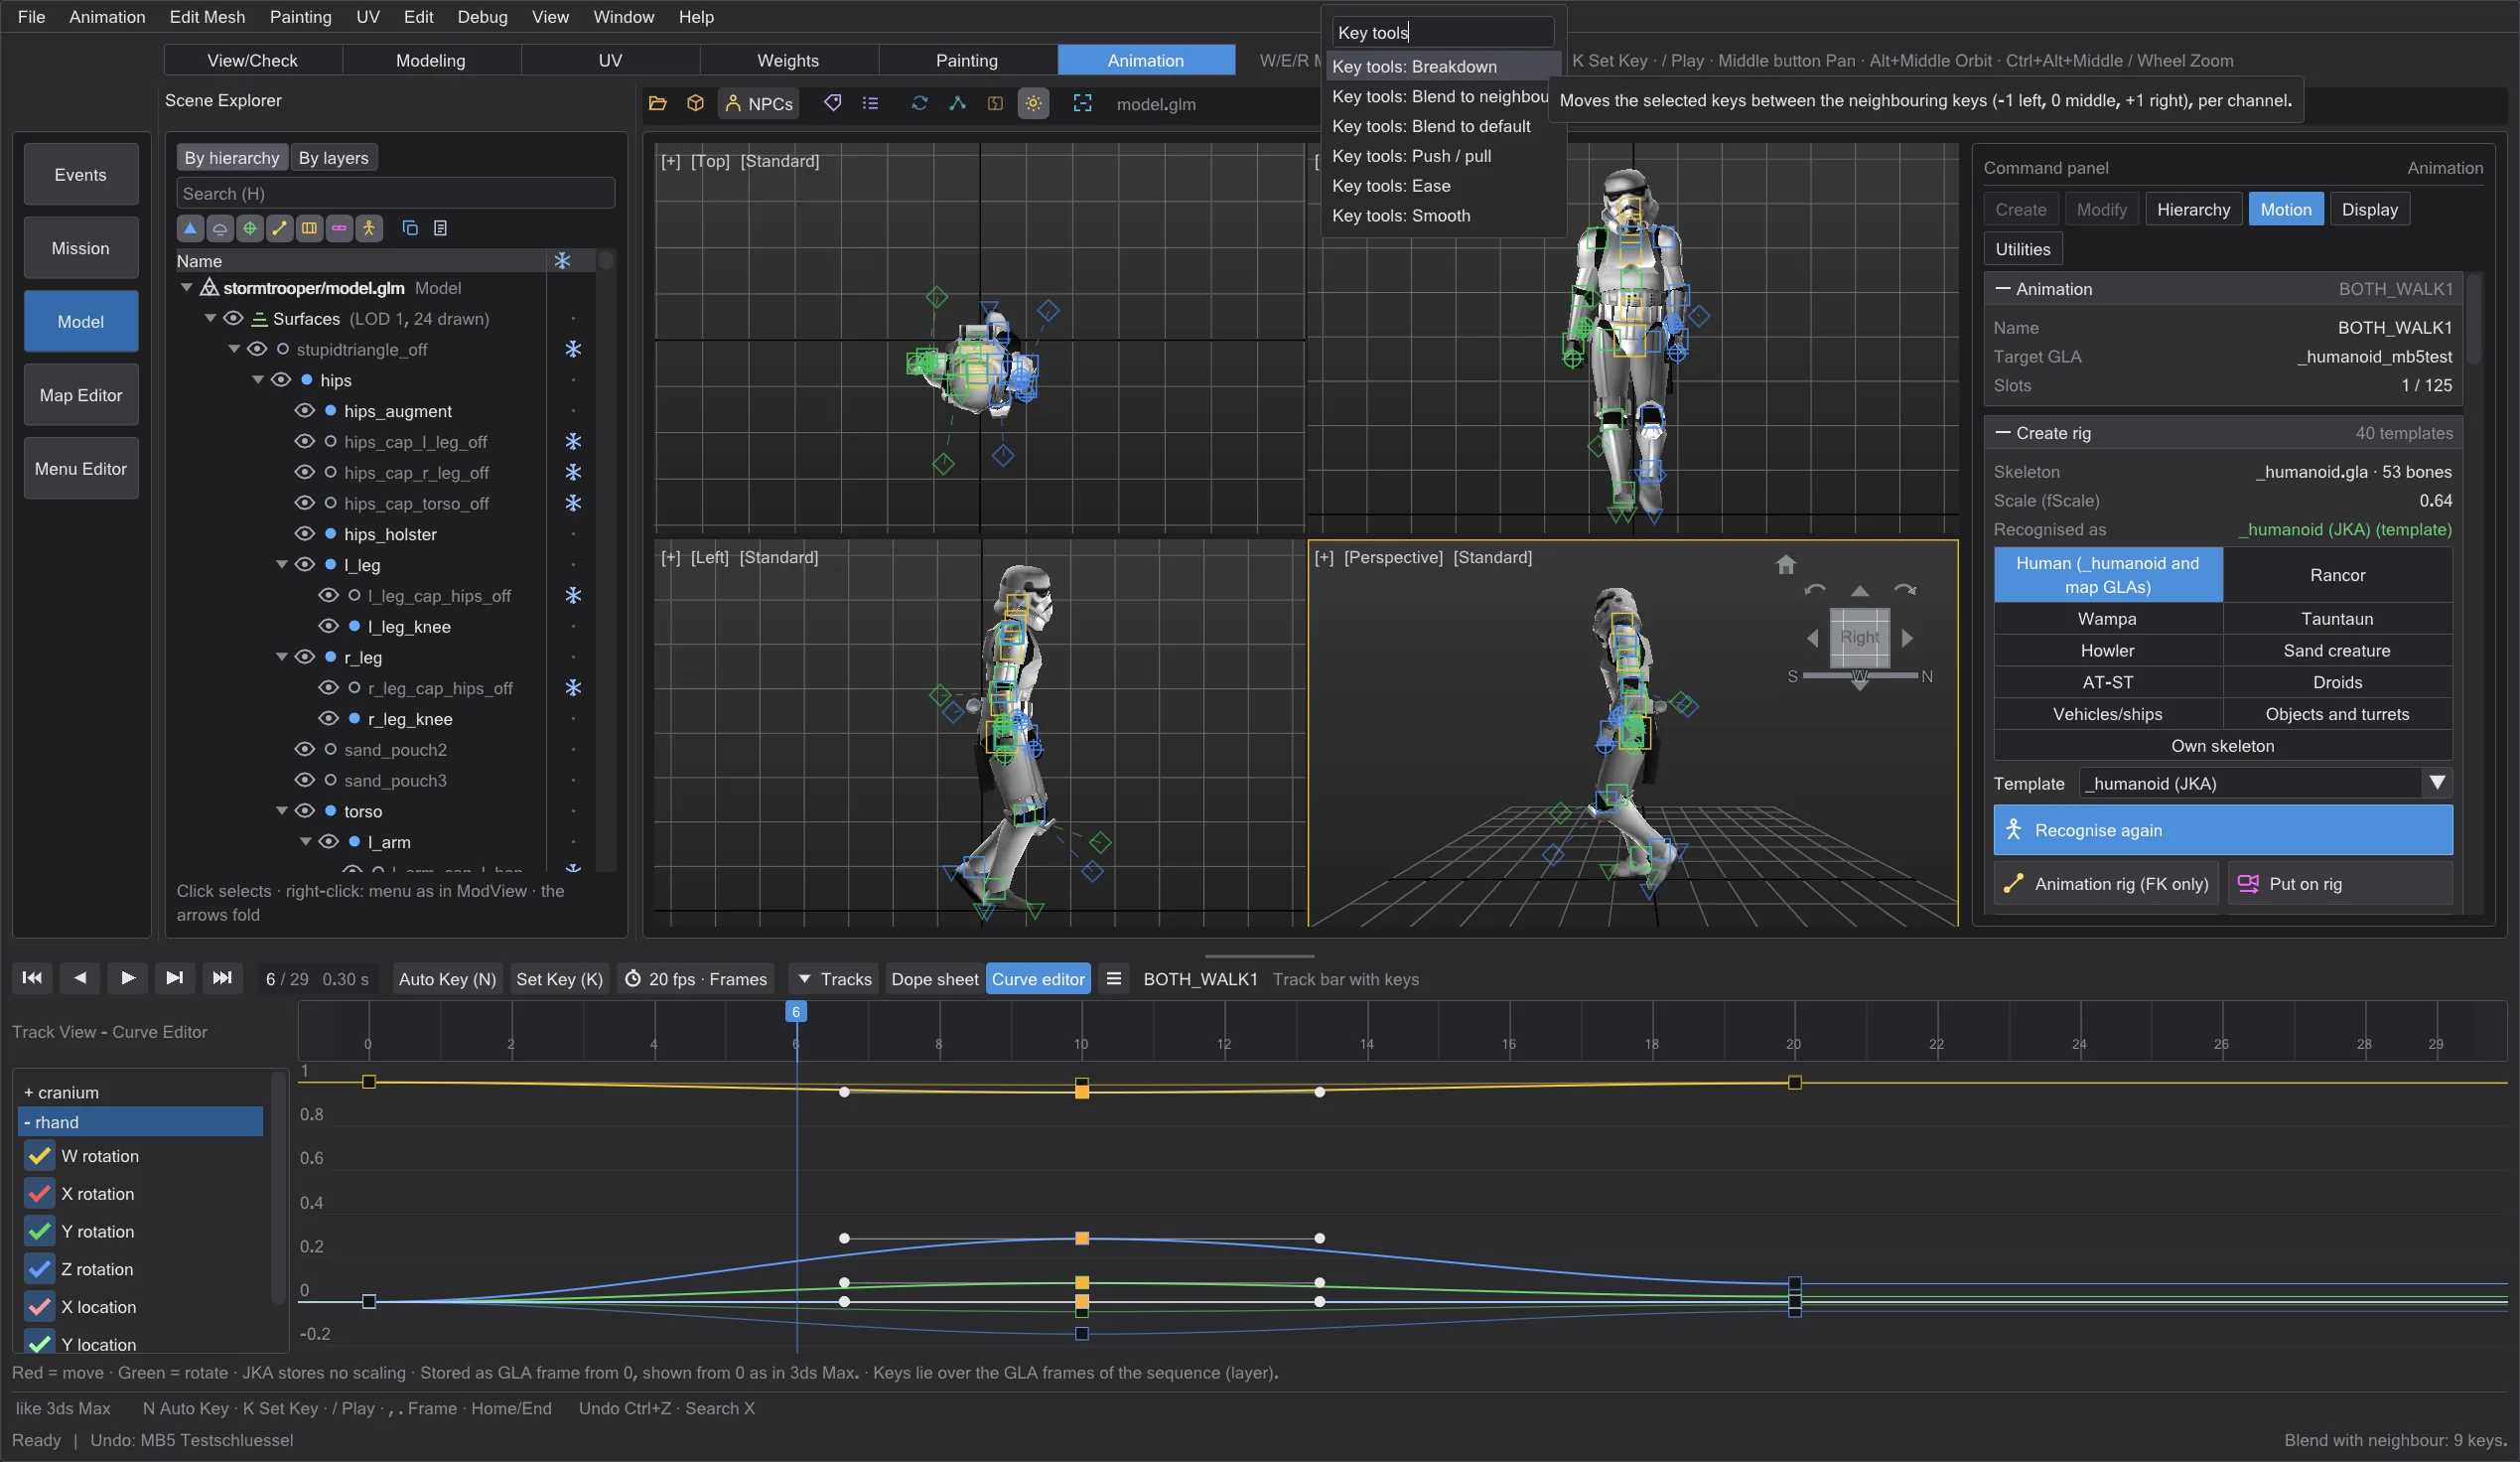 File Animation Edit Mesh Painting UV Edit Debug View Window Help
Key tools
View/Check Modeling UV Weights Painting Animation
K Set Key · / Play · Middle button Pan · Alt+Middle Orbit · Ctrl+Alt+Middle / Wheel Zoom
Key tools: Breakdown
Key tools: Blend to neighbou
Key tools: Blend to default
Key tools: Push / pull
Key tools: Ease
Key tools: Smooth
Moves the selected keys between the neighbouring keys (-1 left, 0 middle, +1 right), per channel.
Scene Explorer
NPCs
model.glm
Events
Mission
Model
Map Editor
Menu Editor
By hierarchy By layers
Search (H)
Name
stormtrooper/model.glm Model
Surfaces (LOD 1, 24 drawn)
stupidtriangle_off
hips
hips_augment
hips_cap_l_leg_off
hips_cap_r_leg_off
hips_cap_torso_off
hips_holster
l_leg
l_leg_cap_hips_off
l_leg_knee
r_leg
r_leg_cap_hips_off
r_leg_knee
sand_pouch2
sand_pouch3
torso
l_arm
Click selects · right-click: menu as in ModView · the
arrows fold
[+] [Top] [Standard]
[+] [Left] [Standard]
[+] [Perspective] [Standard]
Right
S W N
Command panel Animation
Create Modify Hierarchy Motion Display
Utilities
Animation BOTH_WALK1
Name BOTH_WALK1
Target GLA _humanoid_mb5test
Slots 1 / 125
Create rig 40 templates
Skeleton _humanoid.gla · 53 bones
Scale (fScale) 0.64
Recognised as _humanoid (JKA) (template)
Human (_humanoid and
map GLAs)
Rancor
Wampa Tauntaun
Howler Sand creature
AT-ST Droids
Vehicles/ships Objects and turrets
Own skeleton
Template _humanoid (JKA)
Recognise again
Animation rig (FK only) Put on rig
6 / 29 0.30 s Auto Key (N) Set Key (K) 20 fps · Frames Tracks Dope sheet Curve editor BOTH_WALK1 Track bar with keys
6
Track View - Curve Editor
0 2 4 6 8 10 12 14 16 18 20 22 24 26 28 29
+ cranium
- rhand
W rotation
X rotation
Y rotation
Z rotation
X location
Y location
1
0.8
0.6
0.4
0.2
0
-0.2
Red = move · Green = rotate · JKA stores no scaling · Stored as GLA frame from 0, shown from 0 as in 3ds Max. · Keys lie over the GLA frames of the sequence (layer).
like 3ds Max N Auto Key · K Set Key · / Play · , . Frame · Home/End Undo Ctrl+Z · Search X
Ready | Undo: MB5 Testschluessel
Blend with neighbour: 9 keys.